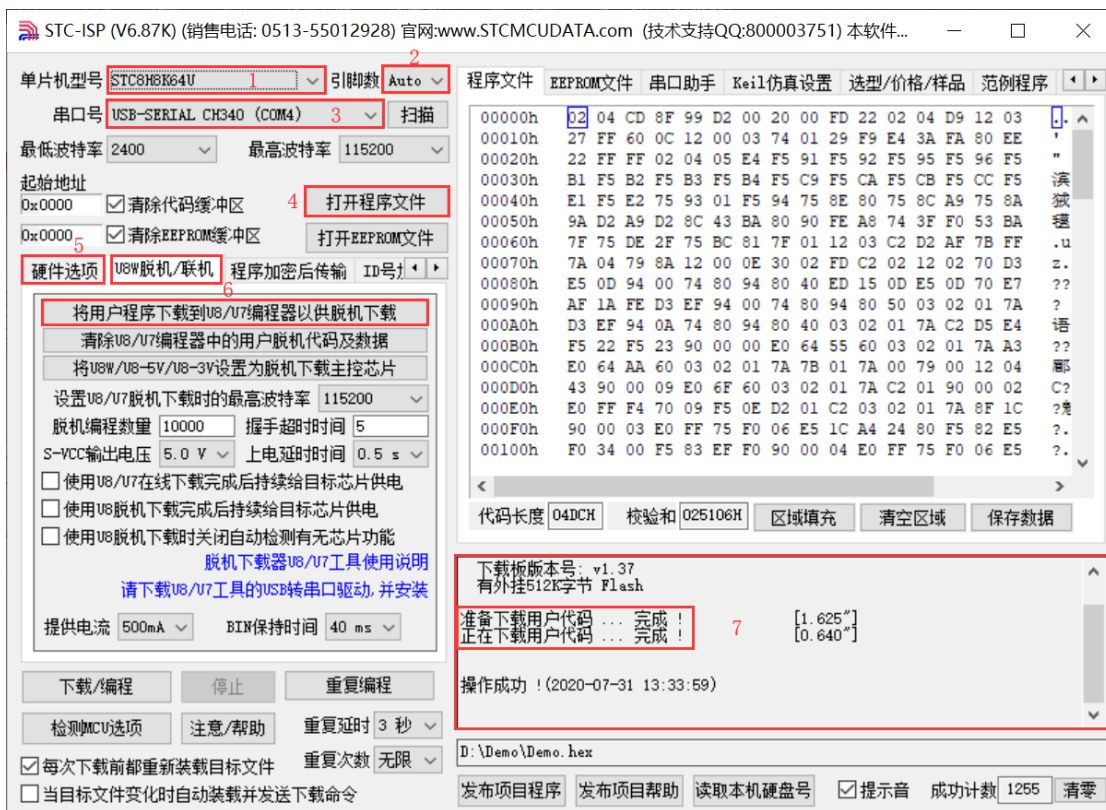 STC-ISP (V6.87K) (销售电话: 0513-55012928) 官网:www.STCMCUDATA.com (技术支持QQ:800003751) 本软件...
单片机型号 STC8H8K64U 1 引脚数 Auto 2
串口号 USB-SERIAL CH340 (COM4) 3 扫描
最低波特率 2400 最高波特率 115200
起始地址
0x0000 清除代码缓冲区 4 打开程序文件
0x0000 清除EEPROM缓冲区 打开EEPROM文件
5
硬件选项 U8W脱机/联机 程序加密后传输
6
将用户程序下载到U8/U7编程器以供脱机下载
清除U8/U7编程器中的用户脱机代码及数据
将U8W/U8-5V/U8-3V设置为脱机下载主控芯片
设置U8/U7脱机下载时的最高波特率 115200
脱机编程数量 10000 握手超时时间 5
S-VCC输出电压 5.0 V 上电延时时间 0.5 s
使用U8/U7在线下载完成后持续给目标芯片供电
使用U8脱机下载完成后持续给目标芯片供电
使用U8脱机下载时关闭自动检测有无芯片功能
脱机下载器U8/U7工具使用说明
请下载U8/U7工具的USB转串口驱动,并安装
提供电流 500mA BIN保持时间 40 ms
下载/编程 停止 重复编程
检测MCU选项 注意/帮助 重复延时 3 秒
重复次数 无限
每次下载前都重新装载目标文件
当目标文件变化时自动装载并发送下载命令
程序文件 EEPROM文件 串口助手 Keil仿真设置 选型/价格/样品 范例程序
00000h 02 04 CD 8F 99 D2 00 20 00 FD 22 02 04 D9 12 03 ..
00010h 27 FF 60 0C 12 00 03 74 01 29 F9 E4 3A FA 80 EE '
00020h 22 FF FF 02 04 05 E4 F5 91 F5 92 F5 95 F5 96 F5 "
00030h B1 F5 B2 F5 B3 F5 B4 F5 C9 F5 CA F5 CB F5 CC F5 滨
00040h E1 F5 E2 75 93 01 F5 94 75 8E 80 75 8C A9 75 8A
00050h 9A D2 A9 D2 8C 43 BA 80 90 FE A8 74 3F F0 53 BA
00060h 7F 75 DE 2F 75 BC 81 7F 01 12 03 C2 D2 AF 7B FF .u
00070h 7A 04 79 8A 12 00 0E 30 02 FD C2 02 12 02 70 D3 z.
00080h E5 0D 94 00 74 80 94 80 40 ED 15 0D E5 0D 70 E7 ??
00090h AF 1A FE D3 EF 94 00 74 80 94 80 50 03 02 01 7A ?
000A0h D3 EF 94 0A 74 80 94 80 40 03 02 01 7A C2 D5 E4 语
000B0h F5 22 F5 23 90 00 00 E0 64 55 60 03 02 01 7A A3 ??
000C0h E0 64 AA 60 03 02 01 7A 7B 01 7A 00 79 00 12 04
000D0h 43 90 00 09 E0 6F 60 03 02 01 7A C2 01 90 00 02 C?
000E0h E0 FF F4 70 09 F5 0E D2 01 C2 03 02 01 7A 8F 1C
000F0h 90 00 03 E0 FF 75 F0 06 E5 1C A4 24 80 F5 82 E5 ?.
00100h F0 34 00 F5 83 EF F0 90 00 04 E0 FF 75 F0 06 E5 ?.
代码长度 04DCH 校验和 025106H 区域填充 清空区域 保存数据
下载板版本号: v1.37
有外挂512K字节 Flash
准备下载用户代码 ... 完成 ! [1.625"]
正在下载用户代码 ... 完成 ! 7 [0.640"]
操作成功 !(2020-07-31 13:33:59)
D:\Demo\Demo.hex
发布项目程序 发布项目帮助 读取本机硬盘号 提示音 成功计数 1255 清零